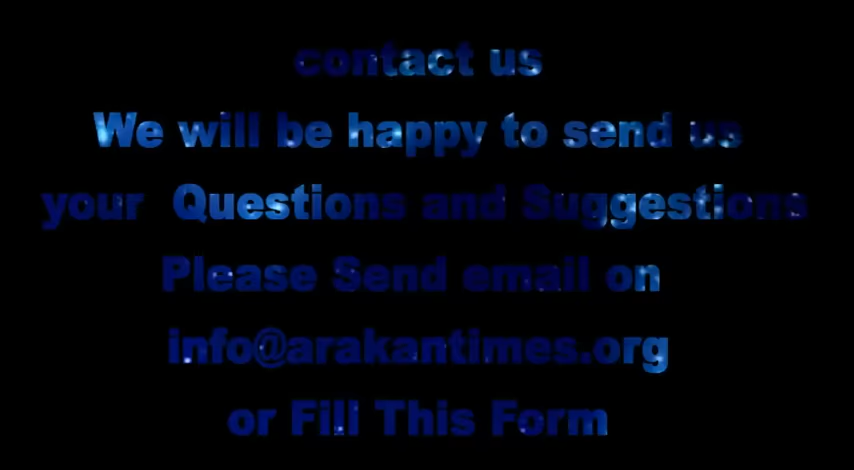 contact us
We will be happy to send us
your Questions and Suggestions
Please Send email on
info@arakantimes.org
or Fill This Form